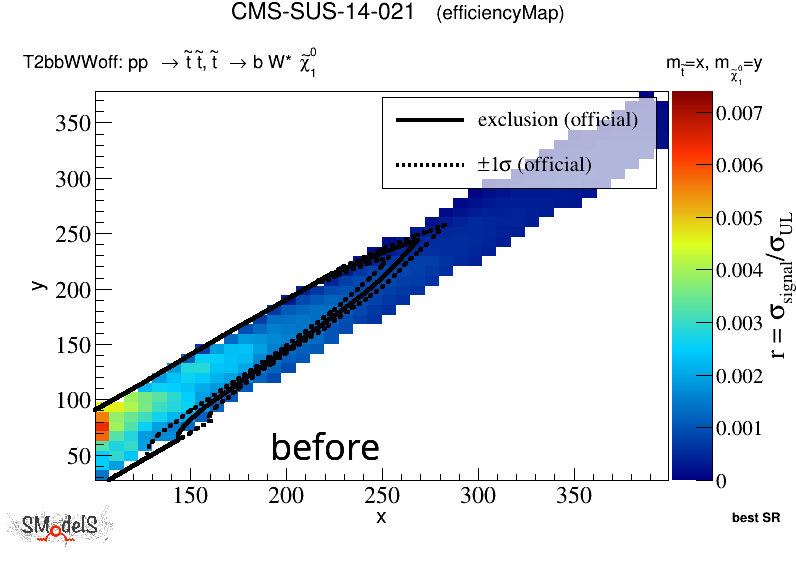 CMS-SUS-14-021 (efficiencyMap)
T2bbWWoff: pp → t̃ t̃, t̃ → b W* χ̃₁⁰
m_t̃=x, m_χ̃₁⁰=y
exclusion (official)
±1σ (official)
350
300
250
200
150
100
50
y
150
200
250
300
350
x
0.007
0.006
0.005
0.004
0.003
0.002
0.001
0
r = σ_signal/σ_UL
before
SModelS
best SR